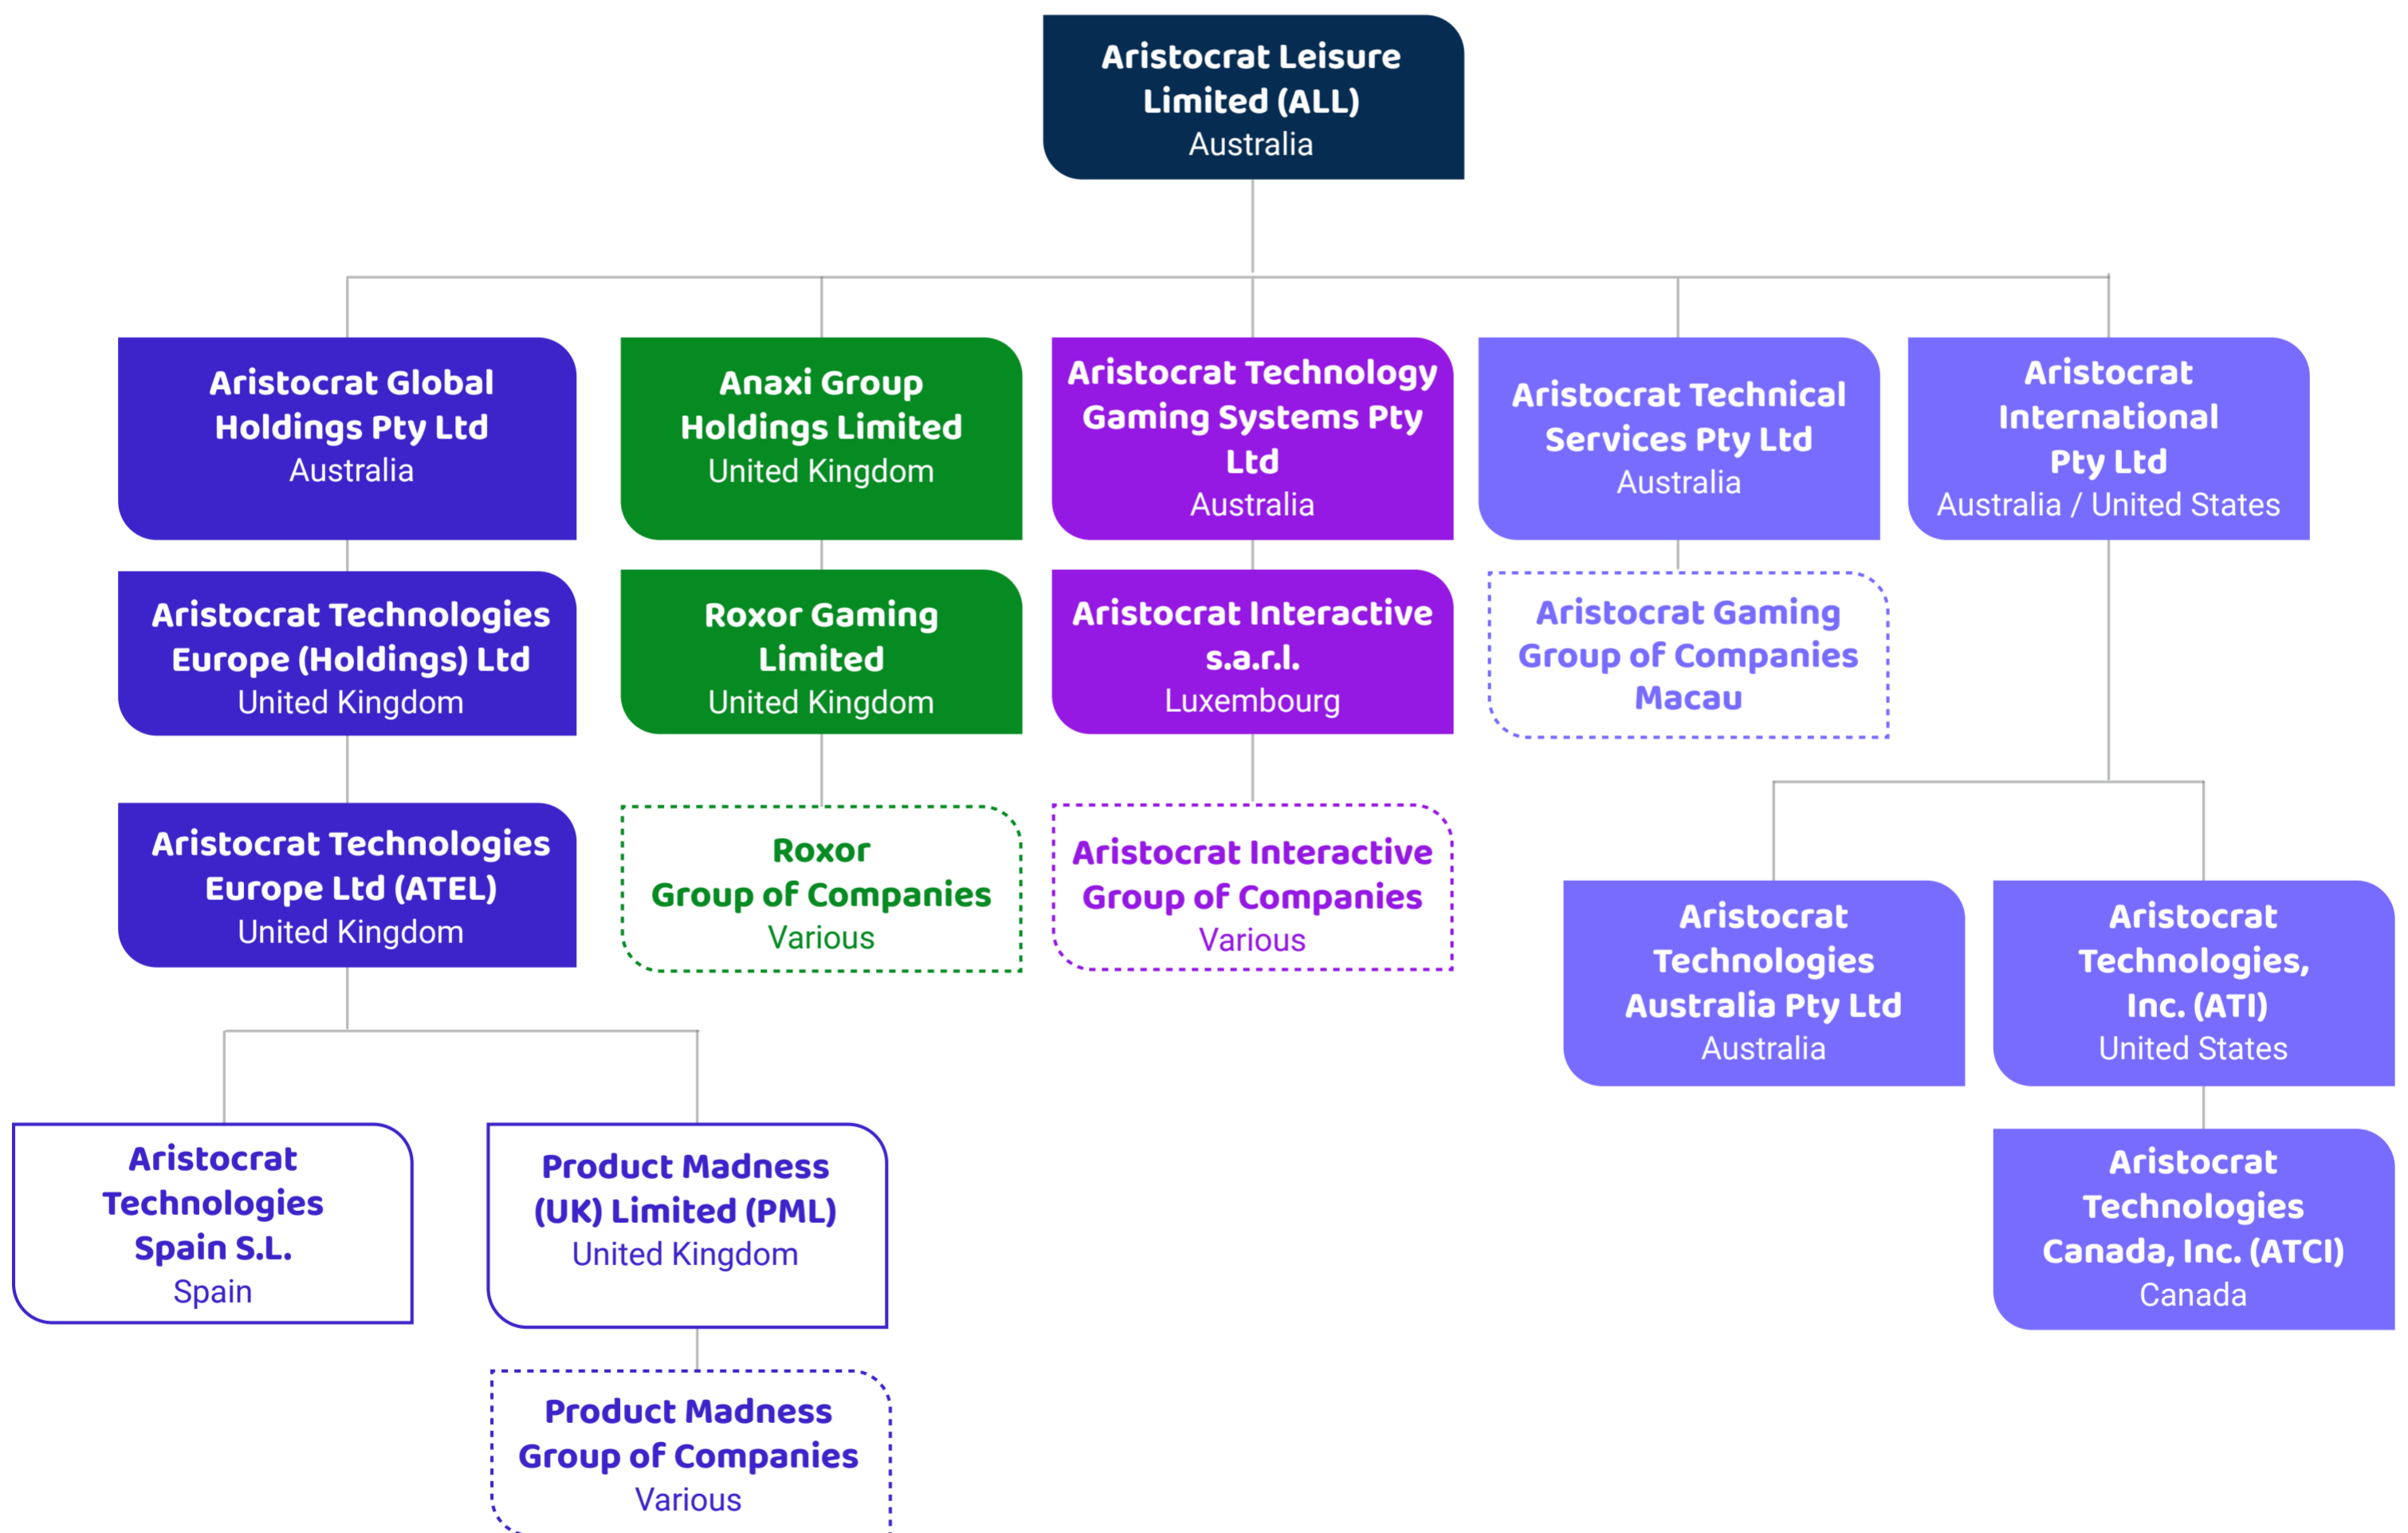 Aristocrat Leisure
Limited (ALL)
Australia
Aristocrat Global
Holdings Pty Ltd
Australia
Anaxi Group
Holdings Limited
United Kingdom
Aristocrat Technology
Gaming Systems Pty
Ltd
Australia
Aristocrat Technical
Services Pty Ltd
Australia
Aristocrat
International
Pty Ltd
Australia / United States
Aristocrat Technologies
Europe (Holdings) Ltd
United Kingdom
Roxor Gaming
Limited
United Kingdom
Aristocrat Interactive
s.a.r.l.
Luxembourg
Aristocrat Gaming
Group of Companies
Macau
Aristocrat Technologies
Europe Ltd (ATEL)
United Kingdom
Roxor
Group of Companies
Various
Aristocrat Interactive
Group of Companies
Various
Aristocrat
Technologies
Australia Pty Ltd
Australia
Aristocrat
Technologies,
Inc. (ATI)
United States
Aristocrat
Technologies
Spain S.L.
Spain
Product Madness
(UK) Limited (PML)
United Kingdom
Aristocrat
Technologies
Canada, Inc. (ATCI)
Canada
Product Madness
Group of Companies
Various